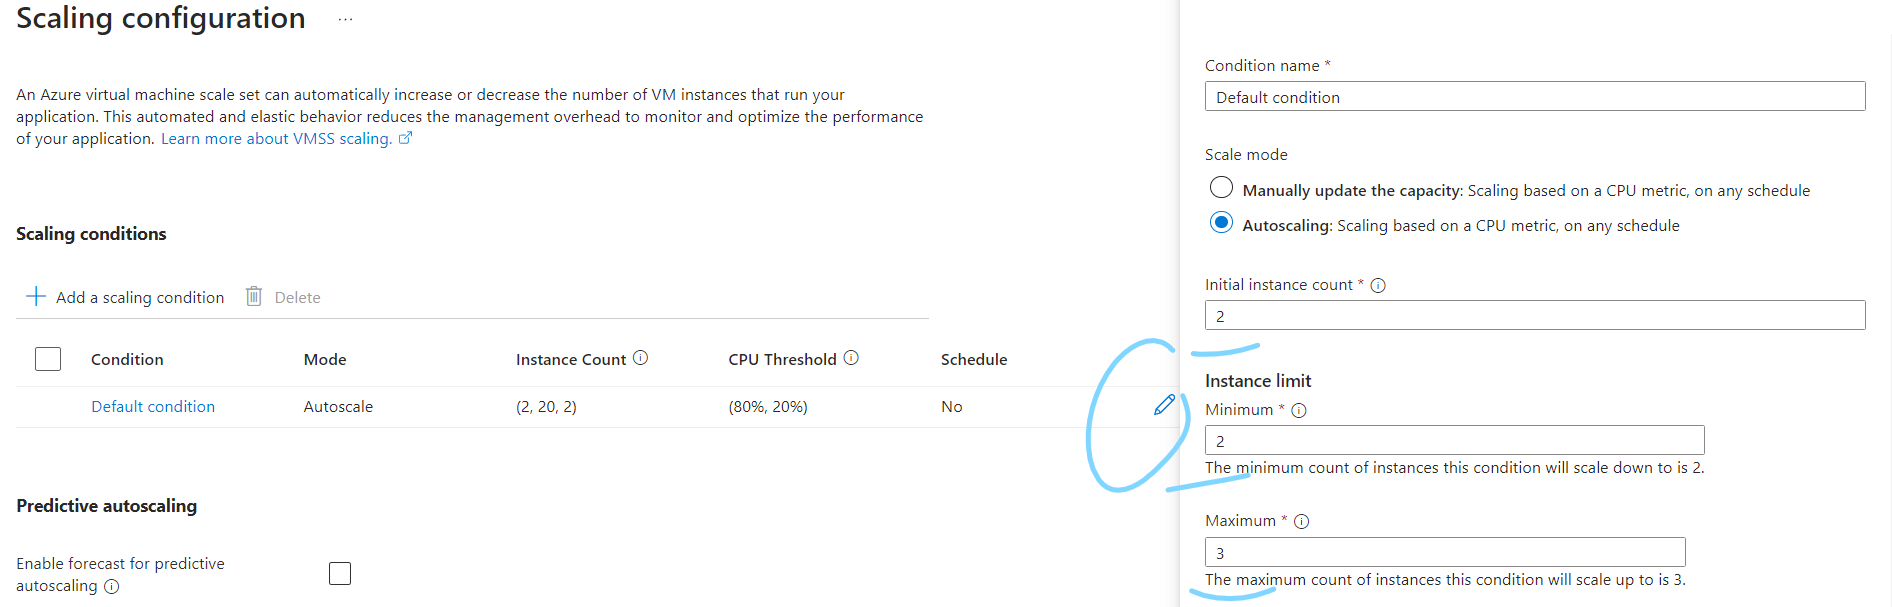 Scaling configuration ...
An Azure virtual machine scale set can automatically increase or decrease the number of VM instances that run your
application. This automated and elastic behavior reduces the management overhead to monitor and optimize the performance
of your application. Learn more about VMSS scaling.
Scaling conditions
Add a scaling condition Delete
Condition Mode Instance Count CPU Threshold Schedule
Default condition Autoscale (2, 20, 2) (80%, 20%) No
Predictive autoscaling
Enable forecast for predictive
autoscaling
Condition name *
Default condition
Scale mode
Manually update the capacity: Scaling based on a CPU metric, on any schedule
Autoscaling: Scaling based on a CPU metric, on any schedule
Initial instance count *
2
Instance limit
Minimum *
2
The minimum count of instances this condition will scale down to is 2.
Maximum *
3
The maximum count of instances this condition will scale up to is 3.